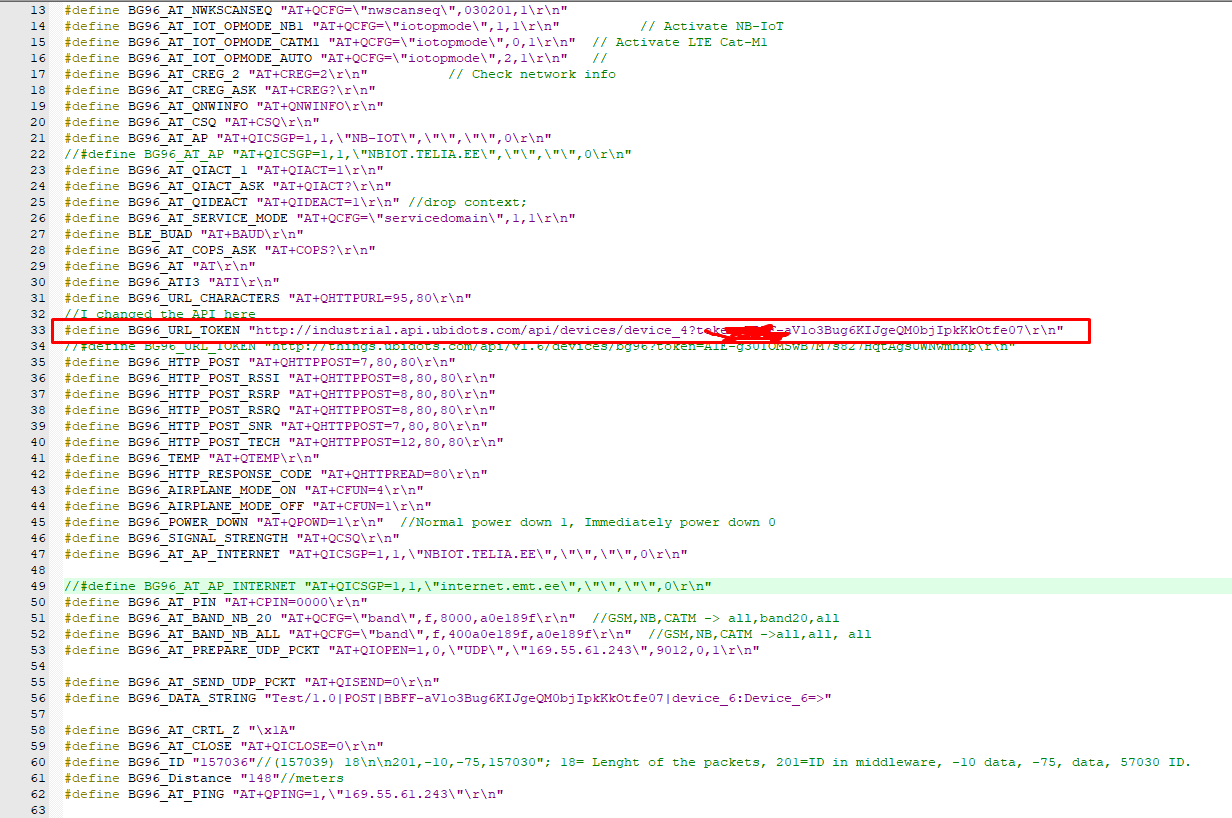 13 #define BG96_AT_NWKSCANSEQ "AT+QCFG=\"nwscanseq\",030201,1\r\n"
14 #define BG96_AT_IOT_OPMODE_NB1 "AT+QCFG=\"iotopmode\",1,1\r\n" // Activate NB-IoT
15 #define BG96_AT_IOT_OPMODE_CATM1 "AT+QCFG=\"iotopmode\",0,1\r\n" // Activate LTE Cat-M1
16 #define BG96_AT_IOT_OPMODE_AUTO "AT+QCFG=\"iotopmode\",2,1\r\n" //
17 #define BG96_AT_CREG_2 "AT+CREG=2\r\n" // Check network info
18 #define BG96_AT_CREG_ASK "AT+CREG?\r\n"
19 #define BG96_AT_QNWINFO "AT+QNWINFO\r\n"
20 #define BG96_AT_CSQ "AT+CSQ\r\n"
21 #define BG96_AT_AP "AT+QICSGP=1,1,\"NB-IOT\",\"\",\"\",0\r\n"
22 //#define BG96_AT_AP "AT+QICSGP=1,1,\"NBIOT.TELIA.EE\",\"\",\"\",0\r\n"
23 #define BG96_AT_QIACT_1 "AT+QIACT=1\r\n"
24 #define BG96_AT_QIACT_ASK "AT+QIACT?\r\n"
25 #define BG96_AT_QIDEACT "AT+QIDEACT=1\r\n" //drop context;
26 #define BG96_AT_SERVICE_MODE "AT+QCFG=\"servicedomain\",1,1\r\n"
27 #define BLE_BUAD "AT+BAUD\r\n"
28 #define BG96_AT_COPS_ASK "AT+COPS?\r\n"
29 #define BG96_AT "AT\r\n"
30 #define BG96_ATI3 "ATI\r\n"
31 #define BG96_URL_CHARACTERS "AT+QHTTPURL=95,80\r\n"
32 //I changed the API here
33 #define BG96_URL_TOKEN "http://industrial.api.ubidots.com/api/devices/device_4?toke -aV1o3Bug6KIJgeQM0bjIpkKkOtfe07\r\n"
34 //#define BG96_URL_TOKEN "http://things.ubidots.com/api/v1.6/devices/bg96?token=
35 #define BG96_HTTP_POST "AT+QHTTPPOST=7,80,80\r\n"
36 #define BG96_HTTP_POST_RSSI "AT+QHTTPPOST=8,80,80\r\n"
37 #define BG96_HTTP_POST_RSRP "AT+QHTTPPOST=8,80,80\r\n"
38 #define BG96_HTTP_POST_RSRQ "AT+QHTTPPOST=8,80,80\r\n"
39 #define BG96_HTTP_POST_SNR "AT+QHTTPPOST=7,80,80\r\n"
40 #define BG96_HTTP_POST_TECH "AT+QHTTPPOST=12,80,80\r\n"
41 #define BG96_TEMP "AT+QTEMP\r\n"
42 #define BG96_HTTP_RESPONSE_CODE "AT+QHTTPREAD=80\r\n"
43 #define BG96_AIRPLANE_MODE_ON "AT+CFUN=4\r\n"
44 #define BG96_AIRPLANE_MODE_OFF "AT+CFUN=1\r\n"
45 #define BG96_POWER_DOWN "AT+QPOWD=1\r\n" //Normal power down 1, Immediately power down 0
46 #define BG96_SIGNAL_STRENGTH "AT+QCSQ\r\n"
47 #define BG96_AT_AP_INTERNET "AT+QICSGP=1,1,\"NBIOT.TELIA.EE\",\"\",\"\",0\r\n"
48
49 //#define BG96_AT_AP_INTERNET "AT+QICSGP=1,1,\"internet.emt.ee\",\"\",\"\",0\r\n"
50 #define BG96_AT_PIN "AT+CPIN=0000\r\n"
51 #define BG96_AT_BAND_NB_20 "AT+QCFG=\"band\",f,8000,a0e189f\r\n" //GSM,NB,CATM -> all,band20,all
52 #define BG96_AT_BAND_NB_ALL "AT+QCFG=\"band\",f,400a0e189f,a0e189f\r\n" //GSM,NB,CATM ->all,all, all
53 #define BG96_AT_PREPARE_UDP_PCKT "AT+QIOPEN=1,0,\"UDP\",\"169.55.61.243\",9012,0,1\r\n"
54
55 #define BG96_AT_SEND_UDP_PCKT "AT+QISEND=0\r\n"
56 #define BG96_DATA_STRING "Test/1.0|POST|BBFF-aV1o3Bug6KIJgeQM0bjIpkKkOtfe07|device_6:Device_6=>"
57
58 #define BG96_AT_CRTL_Z "\x1A"
59 #define BG96_AT_CLOSE "AT+QICLOSE=0\r\n"
60 #define BG96_ID "157036"//(157039) 18\n\n201,-10,-75,157030"; 18= Lenght of the packets, 201=ID in middleware, -10 data, -75, data, 57030 ID.
61 #define BG96_Distance "148"//meters
62 #define BG96_AT_PING "AT+QPING=1,\"169.55.61.243\"\r\n"
63